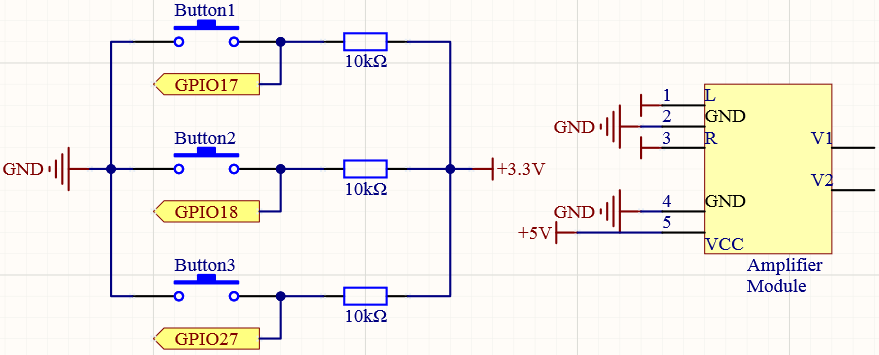 Button1
10kΩ
GPIO17
Button2
GND
+3.3V
10kΩ
GPIO18
Button3
10kΩ
GPIO27
1 L
GND 2 GND
3 R
V1
V2
GND 4 GND
+5V 5 VCC
Amplifier
Module